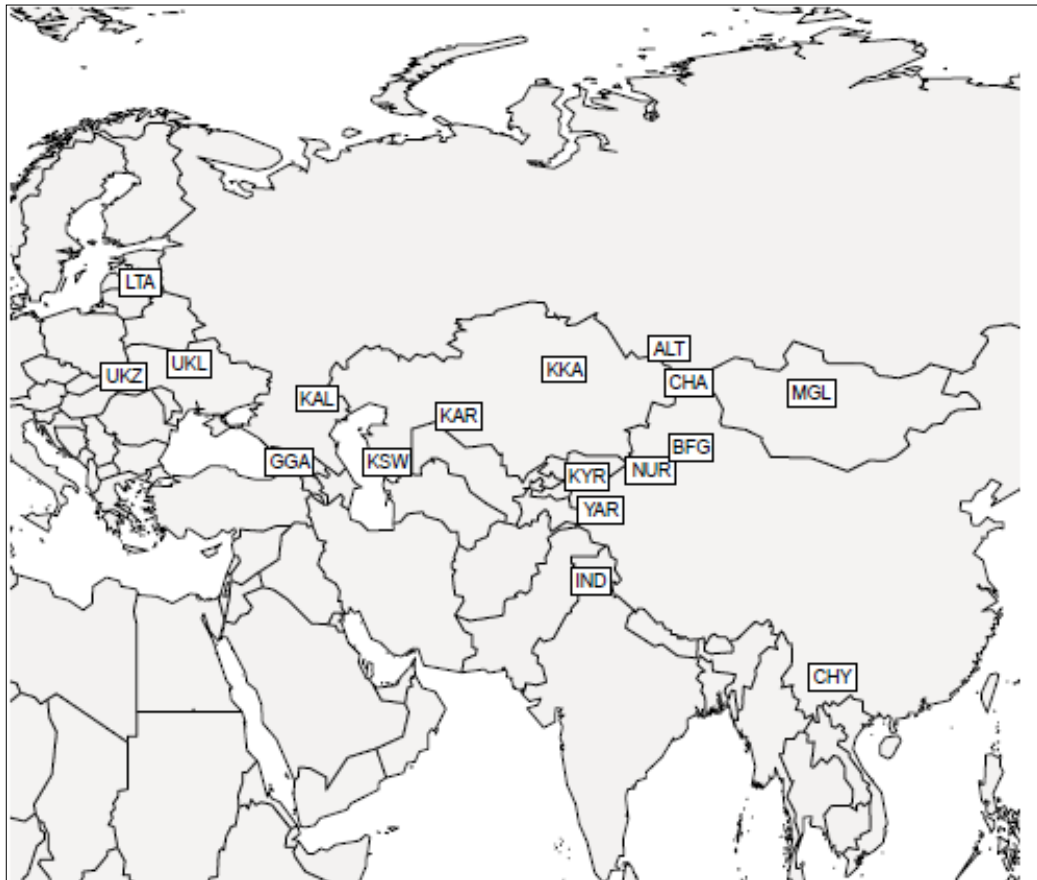 LTA
ALT
UKL
KKA
UKZ
CHA
MGL
KAL
KAR
BFG
GGA
KSW
NUR
KYR
YAR
IND
CHY